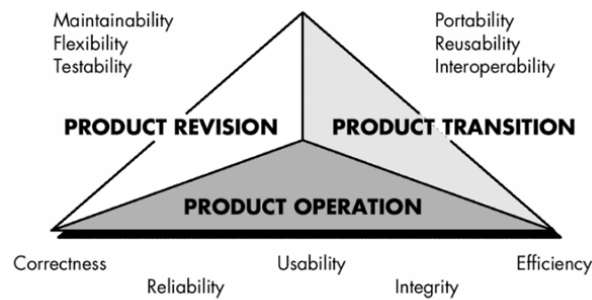 Maintainability
Flexibility
Testability
Portability
Reusability
Interoperability
PRODUCT REVISION
PRODUCT TRANSITION
PRODUCT OPERATION
Correctness
Usability
Efficiency
Reliability
Integrity